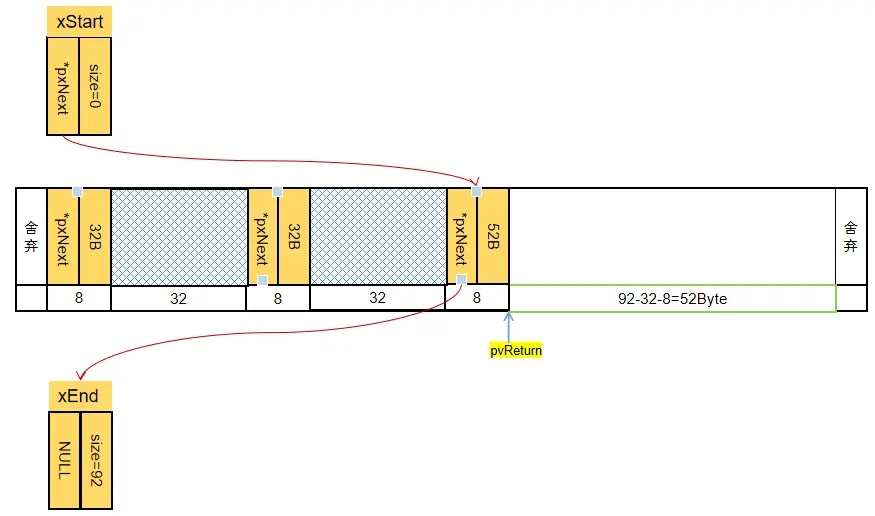 xStart
*pxNext
size=0
舍弃
*pxNext
32B
*pxNext
32B
*pxNext
52B
舍弃
8
32
8
32
8
92-32-8=52Byte
pvReturn
xEnd
NULL
size=92